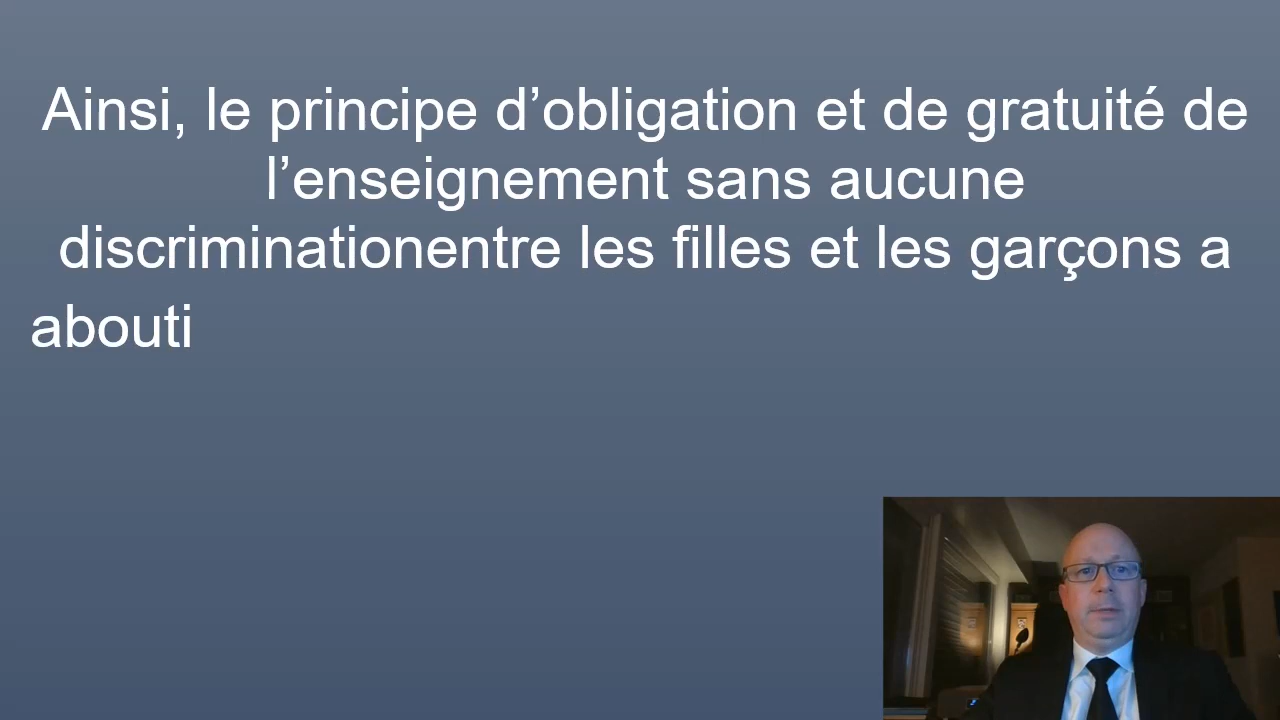 Ainsi, le principe d’obligation et de gratuité de
l’enseignement sans aucune
discriminationentre les filles et les garçons a
abouti